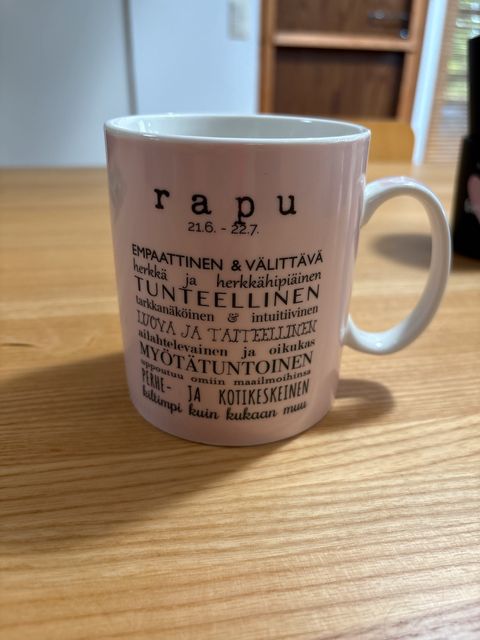 rapu
21.6. - 22.7.
EMPAATTINEN & VÄLITTÄVÄ
herkkä ja herkkähipiäinen
TUNTEELLINEN
tarkkanäköinen & intuitiivinen
LUOVA JA TAITEELLINEN
ailahtelevainen ja oikukas
MYÖTÄTUNTOINEN
uppoutuu omiin maailmoihinsa
PERHE- JA KOTIKESKEINEN
kiltimpi kuin kukaan muu